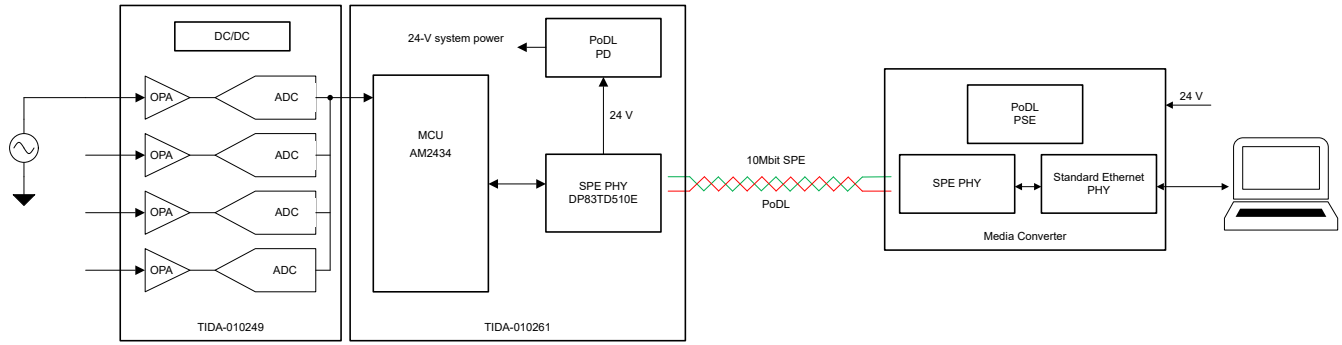 DC/DC
OPA
ADC
OPA
ADC
OPA
ADC
OPA
ADC
TIDA-010249
24-V system power
PoDL
PD
24 V
MCU
AM2434
SPE PHY
DP83TD510E
TIDA-010261
10Mbit SPE
PoDL
PoDL
PSE
24 V
SPE PHY
Standard Ethernet
PHY
Media Converter